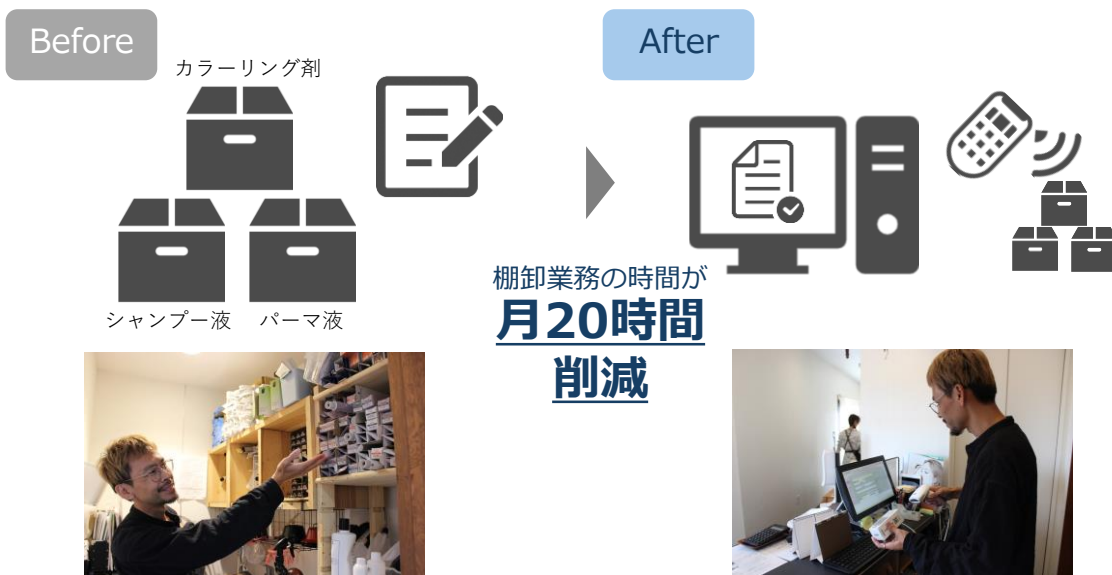 Before
カラーリング剤
シャンプー液
パーマ液
After
棚卸業務の時間が
月20時間
削減